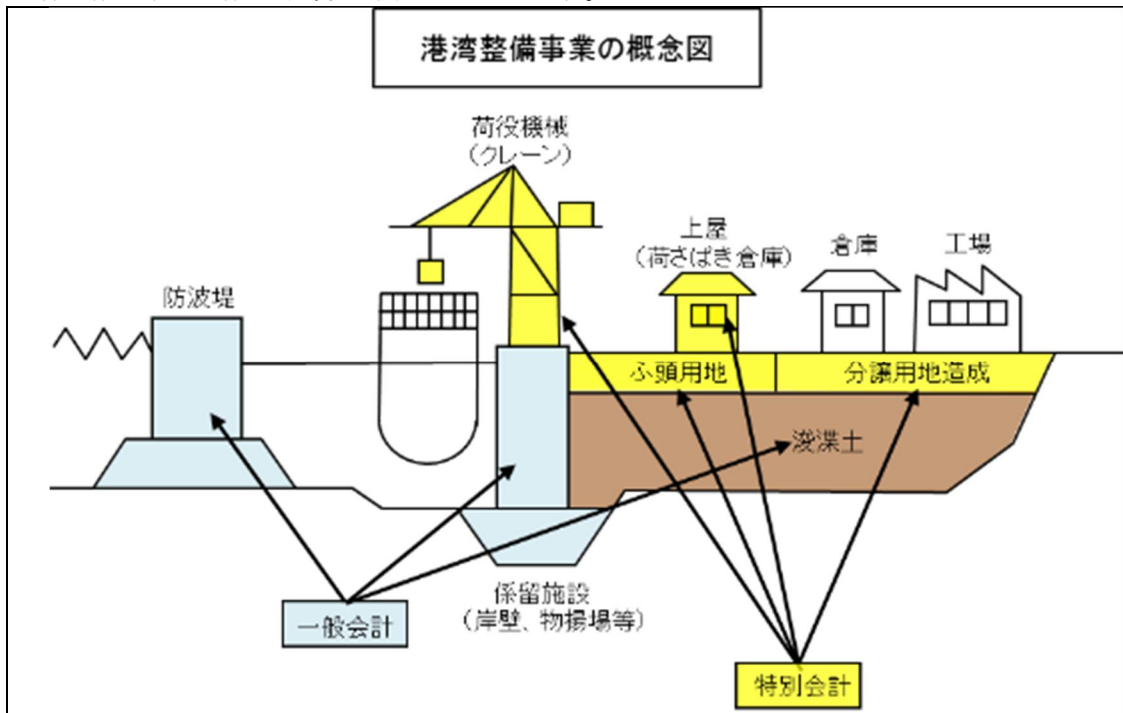 港湾整備事業の概念図
荷役機械
（クレーン）
上屋
（荷さばき倉庫）
倉庫
工場
防波堤
ふ頭用地
分譲用地造成
浚渫土
係留施設
（岸壁、物揚場等）
一般会計
特別会計